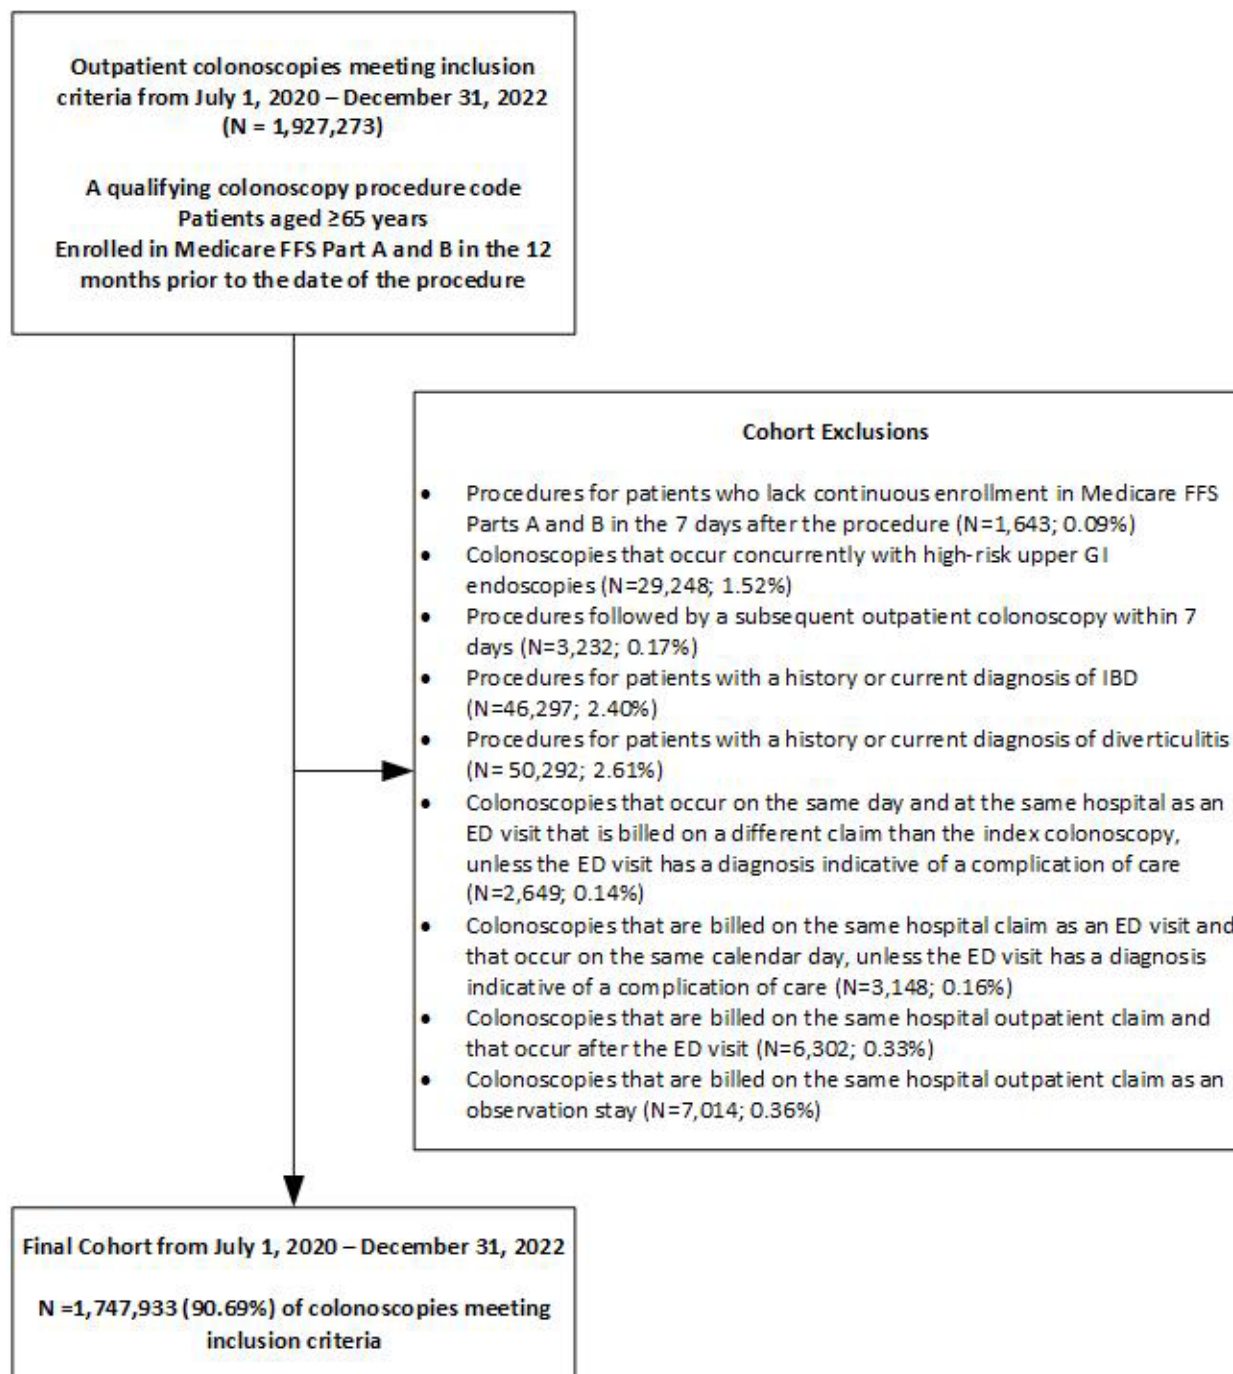 Outpatient colonoscopies meeting inclusion
criteria from July 1, 2020 – December 31, 2022
(N = 1,927,273)
A qualifying colonoscopy procedure code
Patients aged ≥65 years
Enrolled in Medicare FFS Part A and B in the 12
months prior to the date of the procedure
Cohort Exclusions
• Procedures for patients who lack continuous enrollment in Medicare FFS
Parts A and B in the 7 days after the procedure (N=1,643; 0.09%)
• Colonoscopies that occur concurrently with high-risk upper GI
endoscopies (N=29,248; 1.52%)
• Procedures followed by a subsequent outpatient colonoscopy within 7
days (N=3,232; 0.17%)
• Procedures for patients with a history or current diagnosis of IBD
(N=46,297; 2.40%)
• Procedures for patients with a history or current diagnosis of diverticulitis
(N= 50,292; 2.61%)
• Colonoscopies that occur on the same day and at the same hospital as an
ED visit that is billed on a different claim than the index colonoscopy,
unless the ED visit has a diagnosis indicative of a complication of care
(N=2,649; 0.14%)
• Colonoscopies that are billed on the same hospital claim as an ED visit and
that occur on the same calendar day, unless the ED visit has a diagnosis
indicative of a complication of care (N=3,148; 0.16%)
• Colonoscopies that are billed on the same hospital outpatient claim and
that occur after the ED visit (N=6,302; 0.33%)
• Colonoscopies that are billed on the same hospital outpatient claim as an
observation stay (N=7,014; 0.36%)
Final Cohort from July 1, 2020 – December 31, 2022
N =1,747,933 (90.69%) of colonoscopies meeting
inclusion criteria